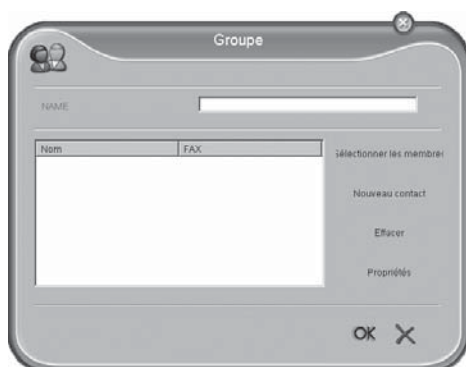 Groupe
NAME
Nom FAX
Sélectionner les membres
Nouveau contact
Effacer
Propriétés
OK